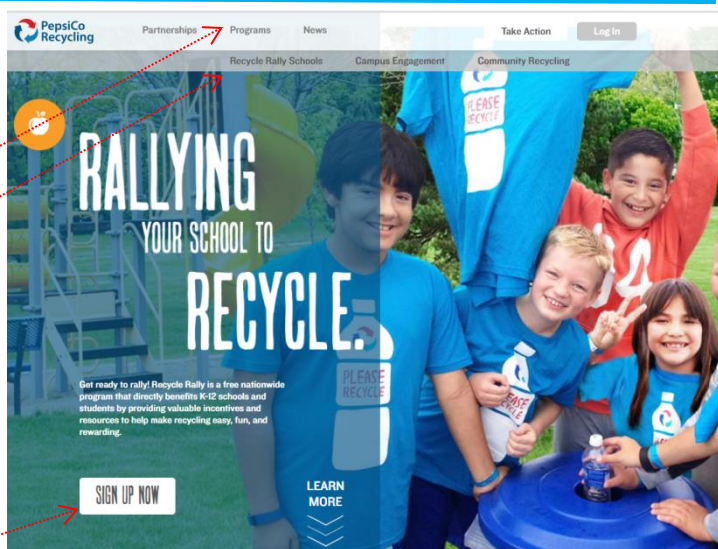 PepsiCo
Recycling
Partnerships Programs News Take Action Log In
Recycle Rally Schools Campus Engagement Community Recycling
RALLYING
YOUR SCHOOL TO
RECYCLE.
Get ready to rally! Recycle Rally is a free nationwide
program that directly benefits K-12 schools and
students by providing valuable incentives and
resources to help make recycling easy, fun, and
rewarding.
SIGN UP NOW
LEARN
MORE
PLEASE
RECYCLE
PLEASE
RECYCLE